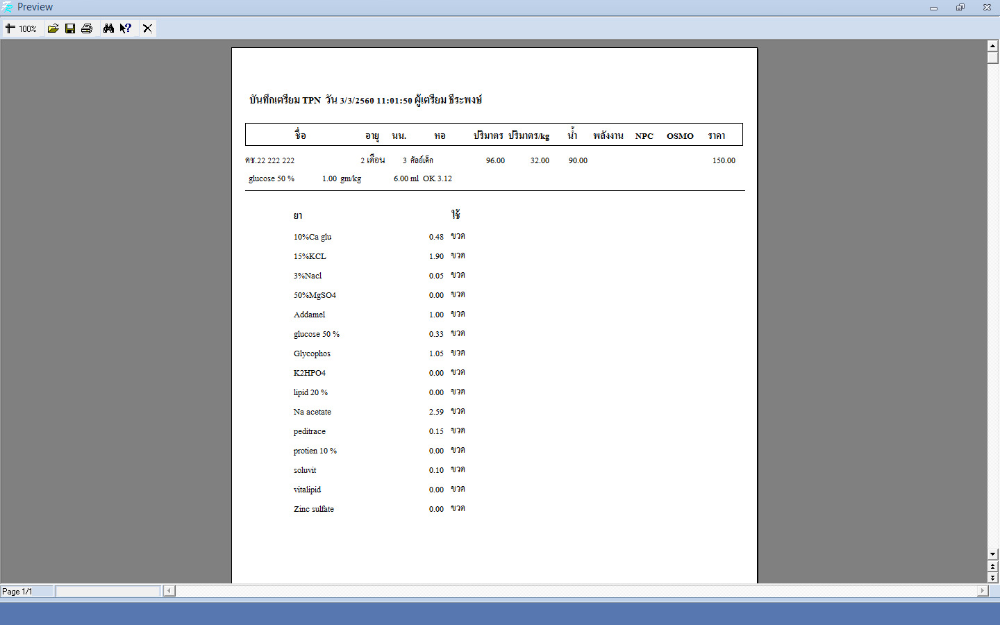 Preview
100%
บันทึกเตรียม TPN วัน 3/3/2560 11:01:50 ผู้เตรียม ธีระพงษ์
ชื่อ อายุ นน. หอ ปริมาตร ปริมาตร/kg น้ำ พลังงาน NPC OSMO ราคา
ดช.22 222 222 2 เดือน 3 ศัลย์เด็ก 96.00 32.00 90.00 150.00
glucose 50 % 1.00 gm/kg 6.00 ml OK 3.12
ยา ใช้
10%Ca glu 0.48 ขวด
15%KCL 1.90 ขวด
3%Nacl 0.05 ขวด
50%MgSO4 0.00 ขวด
Addamel 1.00 ขวด
glucose 50 % 0.33 ขวด
Glycophos 1.05 ขวด
K2HPO4 0.00 ขวด
lipid 20 % 0.00 ขวด
Na acetate 2.59 ขวด
peditrace 0.15 ขวด
protien 10 % 0.00 ขวด
soluvit 0.10 ขวด
vitalipid 0.00 ขวด
Zinc sulfate 0.00 ขวด
Page 1/1